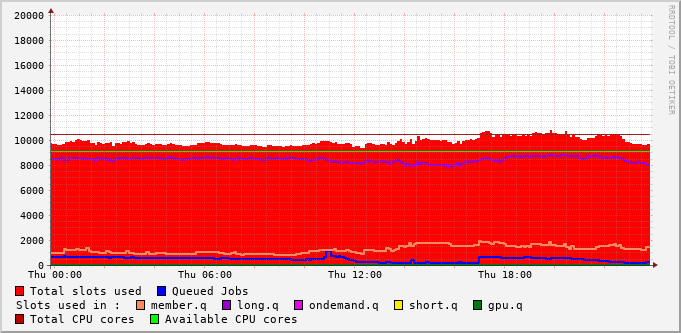 20000
18000
16000
14000
12000
10000
8000
6000
4000
2000
0
Thu 00:00 Thu 06:00 Thu 12:00 Thu 18:00
Total slots used Queued Jobs
Slots used in : member.q long.q ondemand.q short.q gpu.q
Total CPU cores Available CPU cores
RRDTOOL / TOBI OETIKER